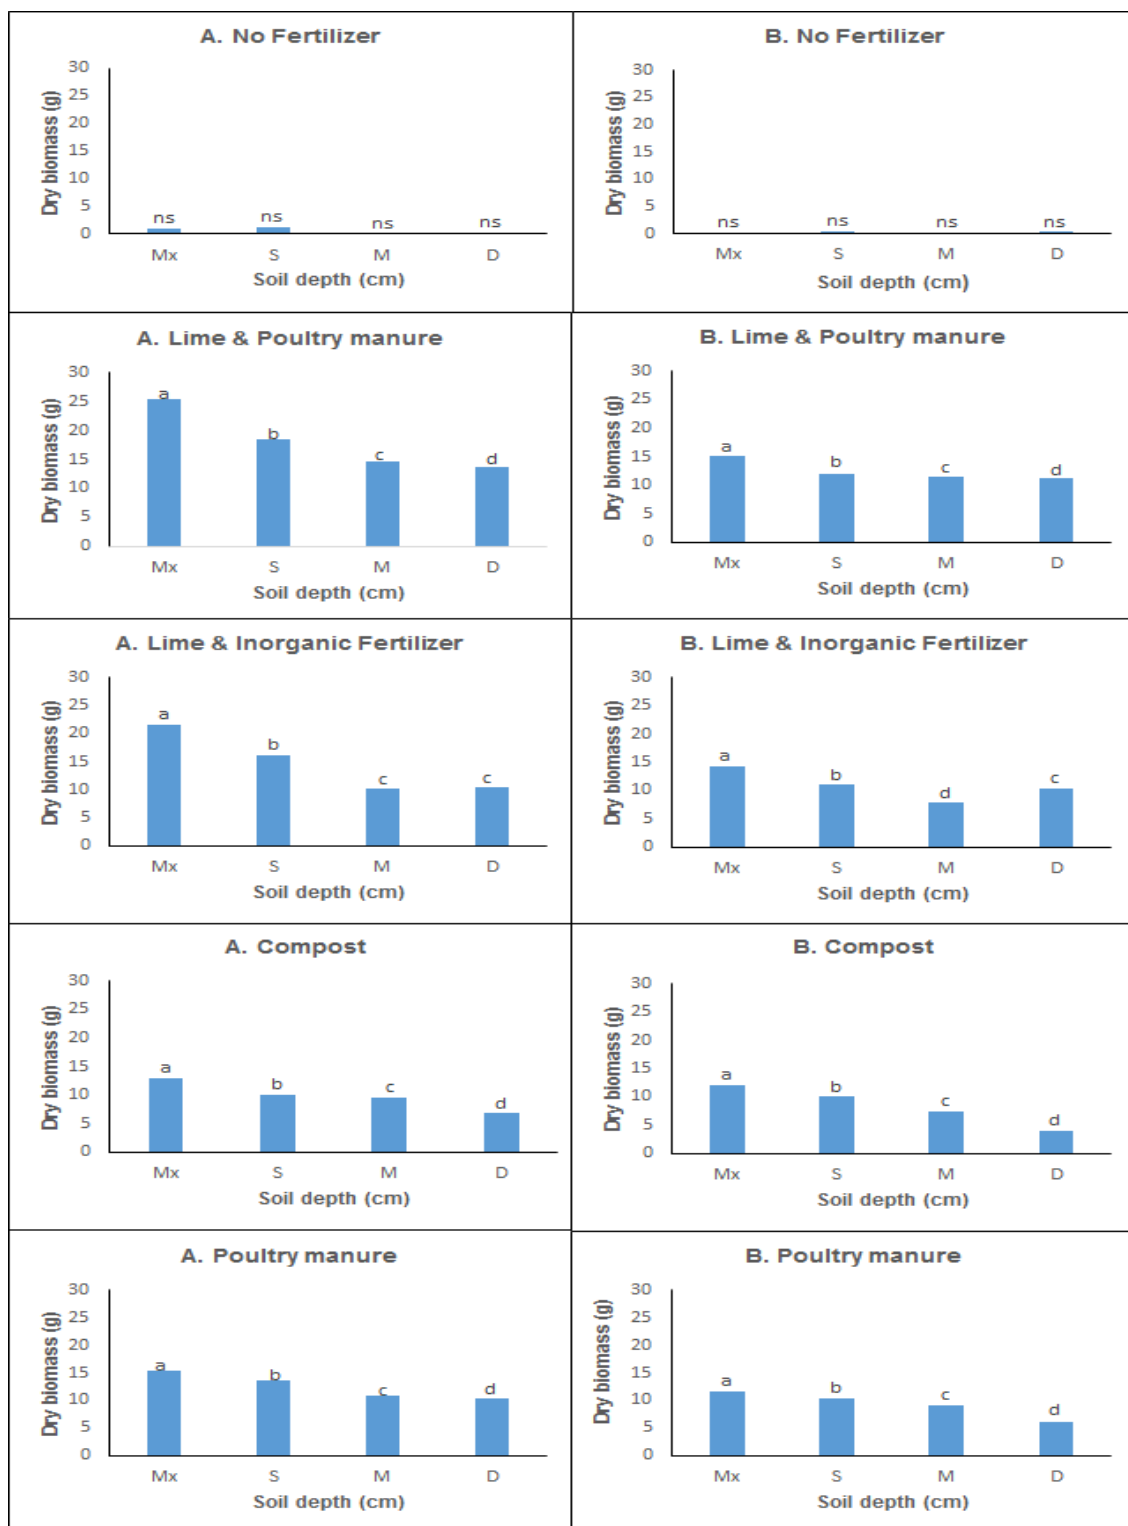 A. No Fertilizer
Dry biomass (g)
30
25
20
15
10
5
0
ns ns ns ns
Mx S M D
Soil depth (cm)
B. No Fertilizer
Dry biomass (g)
30
25
20
15
10
5
0
ns ns ns ns
Mx S M D
Soil depth (cm)
A. Lime & Poultry manure
Dry biomass (g)
30
25
20
15
10
5
0
a b c d
Mx S M D
Soil depth (cm)
B. Lime & Poultry manure
Dry biomass (g)
30
25
20
15
10
5
0
a b c d
Mx S M D
Soil depth (cm)
A. Lime & Inorganic Fertilizer
Dry biomass (g)
30
25
20
15
10
5
0
a b c c
Mx S M D
Soil depth (cm)
B. Lime & Inorganic Fertilizer
Dry biomass (g)
30
25
20
15
10
5
0
a b d c
Mx S M D
Soil depth (cm)
A. Compost
Dry biomass (g)
30
25
20
15
10
5
0
a b c d
Mx S M D
Soil depth (cm)
B. Compost
Dry biomass (g)
30
25
20
15
10
5
0
a b c d
Mx S M D
Soil depth (cm)
A. Poultry manure
Dry biomass (g)
30
25
20
15
10
5
0
a b c d
Mx S M D
Soil depth (cm)
B. Poultry manure
Dry biomass (g)
30
25
20
15
10
5
0
a b c d
Mx S M D
Soil depth (cm)